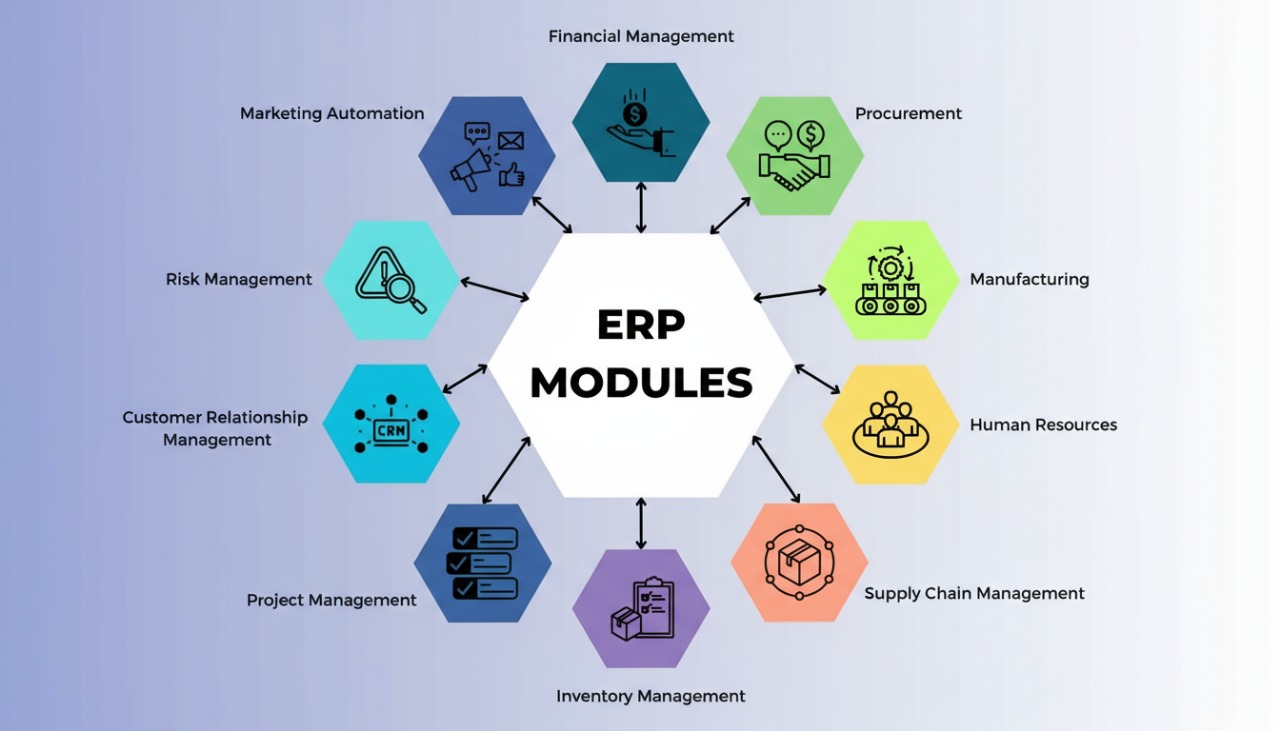 Financial Management
Marketing Automation
Procurement
Risk Management
Manufacturing
ERP
MODULES
Customer Relationship
Management
CRM
Human Resources
Project Management
Supply Chain Management
Inventory Management